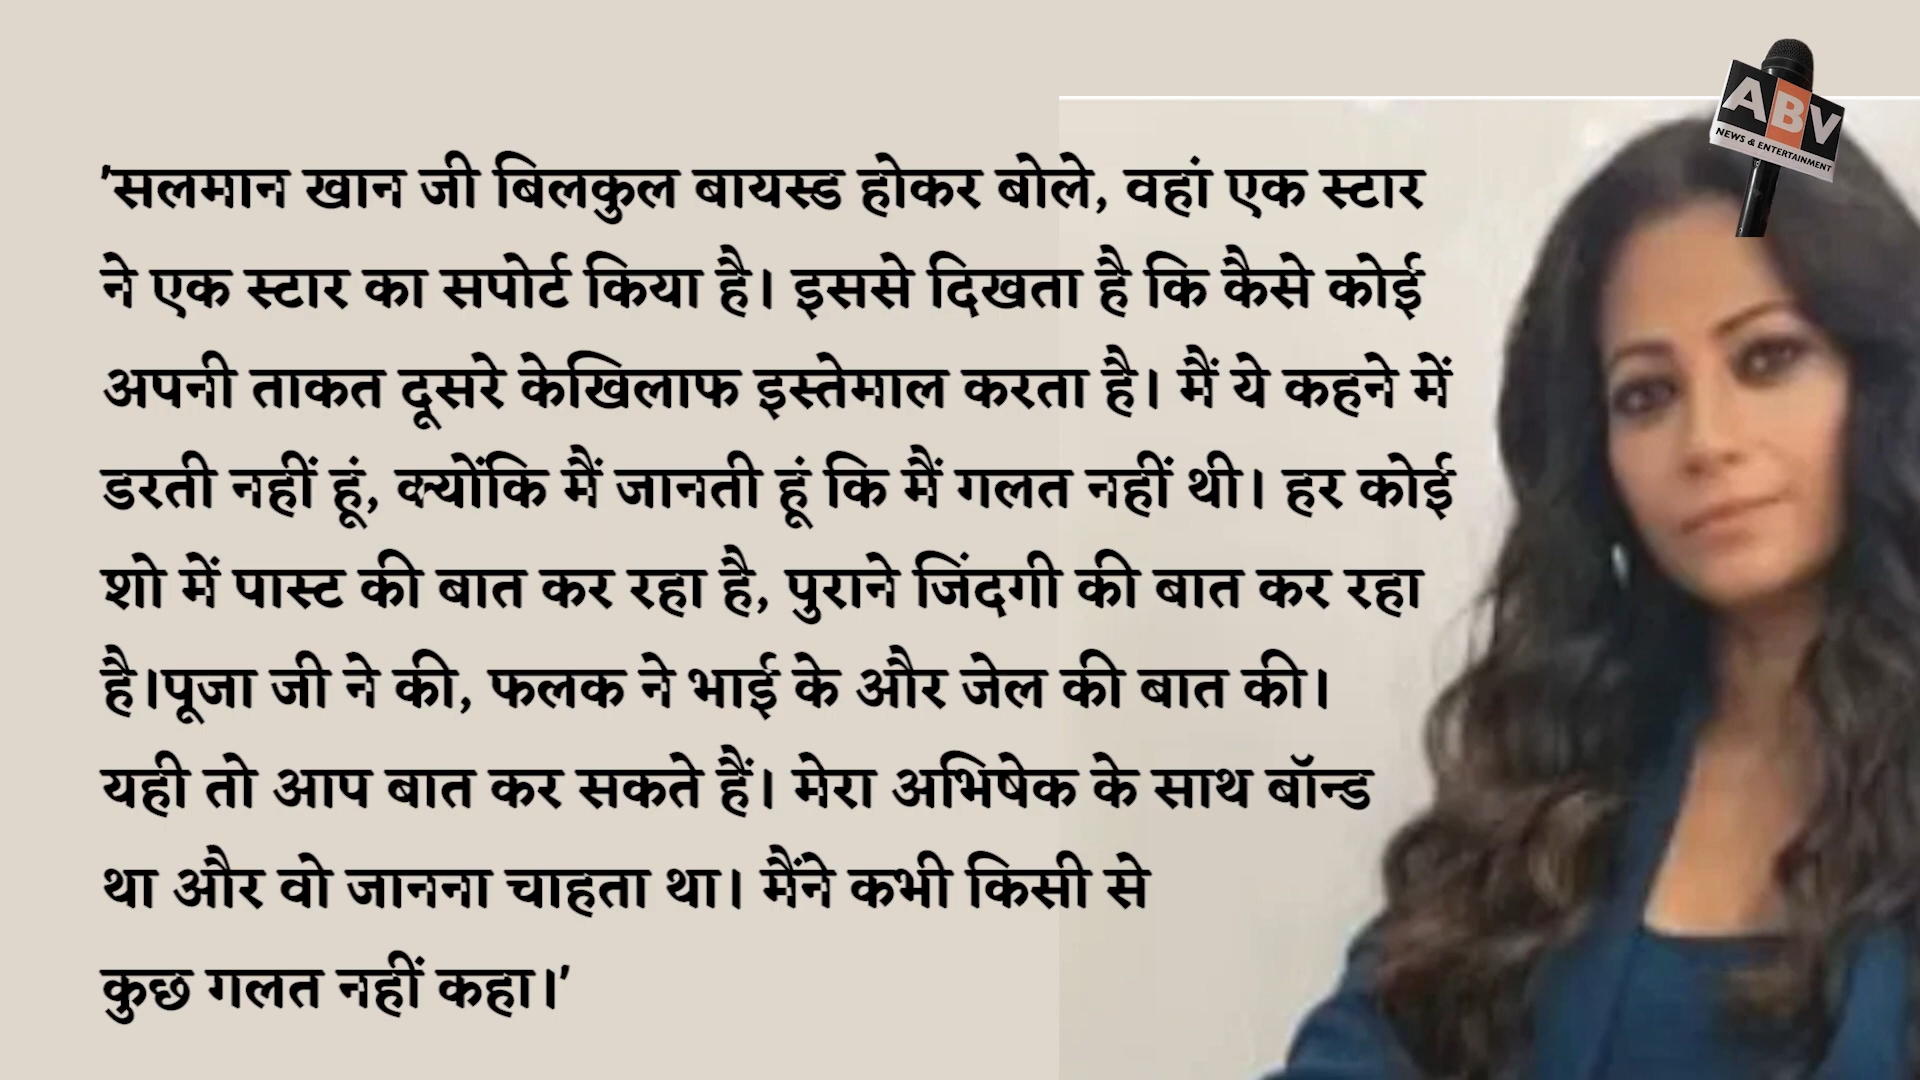 'सलमान खान जी बिलकुल बायस्ड होकर बोले, वहां एक स्टार
ने एक स्टार का सपोर्ट किया है। इससे दिखता है कि कैसे कोई
अपनी ताकत दूसरे केखिलाफ इस्तेमाल करता है। मैं ये कहने में
डरती नहीं हूं, क्योंकि मैं जानती हूं कि मैं गलत नहीं थी। हर कोई
शो में पास्ट की बात कर रहा है, पुराने जिंदगी की बात कर रहा
है।पूजा जी ने की, फलक ने भाई के और जेल की बात की।
यही तो आप बात कर सकते हैं। मेरा अभिषेक के साथ बॉन्ड
था और वो जानना चाहता था। मैंने कभी किसी से
कुछ गलत नहीं कहा।'
ABV
NEWS & ENTERTAINMENT